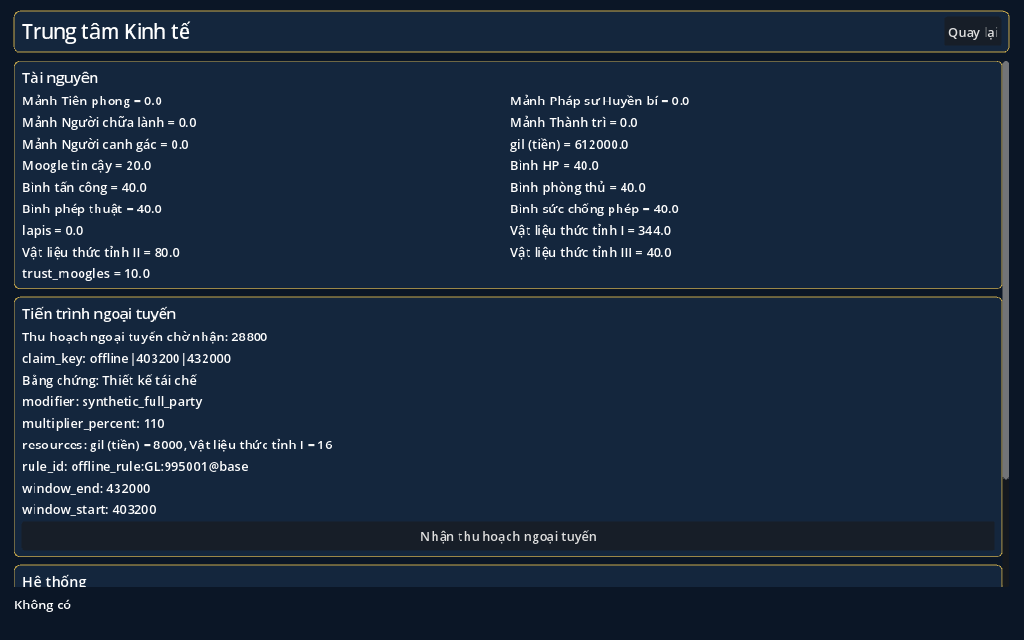 Trung tâm Kinh tế
Quay lại
Tài nguyên
Mảnh Tiên phong = 0.0
Mảnh Pháp sư Huyền bí = 0.0
Mảnh Người chữa lành = 0.0
Mảnh Thành trì = 0.0
Mảnh Người canh gác = 0.0
gil (tiền) = 612000.0
Moogle tin cậy = 20.0
Bình HP = 40.0
Bình tấn công = 40.0
Bình phòng thủ = 40.0
Bình phép thuật = 40.0
Bình sức chống phép = 40.0
lapis = 0.0
Vật liệu thức tỉnh I = 344.0
Vật liệu thức tỉnh II = 80.0
Vật liệu thức tỉnh III = 40.0
trust_moogles = 10.0
Tiến trình ngoại tuyến
Thu hoạch ngoại tuyến chờ nhận: 28800
claim_key: offline|403200|432000
Bằng chứng: Thiết kế tái chế
modifier: synthetic_full_party
multiplier_percent: 110
resources: gil (tiền) = 8000, Vật liệu thức tỉnh I = 16
rule_id: offline_rule:GL:995001@base
window_end: 432000
window_start: 403200
Nhận thu hoạch ngoại tuyến
Hệ thống
Không có